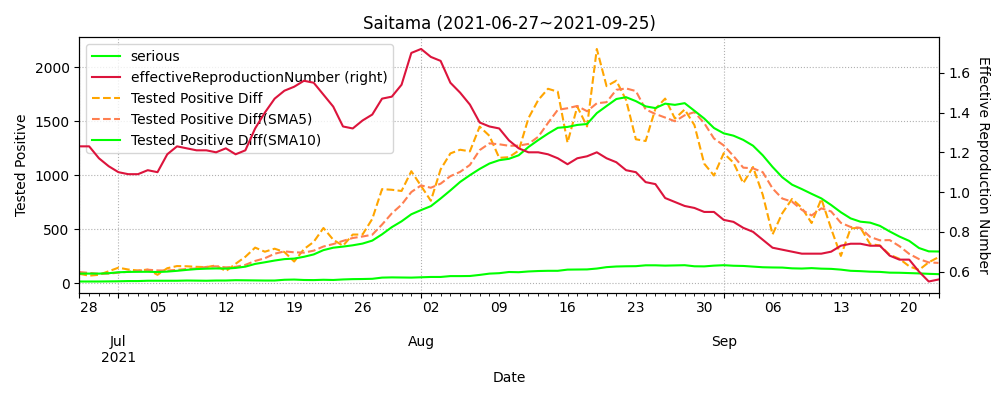 Saitama (2021-06-27~2021-09-25)
serious
effectiveReproductionNumber (right)
Tested Positive Diff
Tested Positive Diff(SMA5)
Tested Positive Diff(SMA10)
Tested Positive
2000
1500
1000
500
0
Effective Reproduction Number
1.6
1.4
1.2
1.0
0.8
0.6
28 05 12 19 26 02 09 16 23 30 06 13 20
Jul Aug Sep
2021
Date